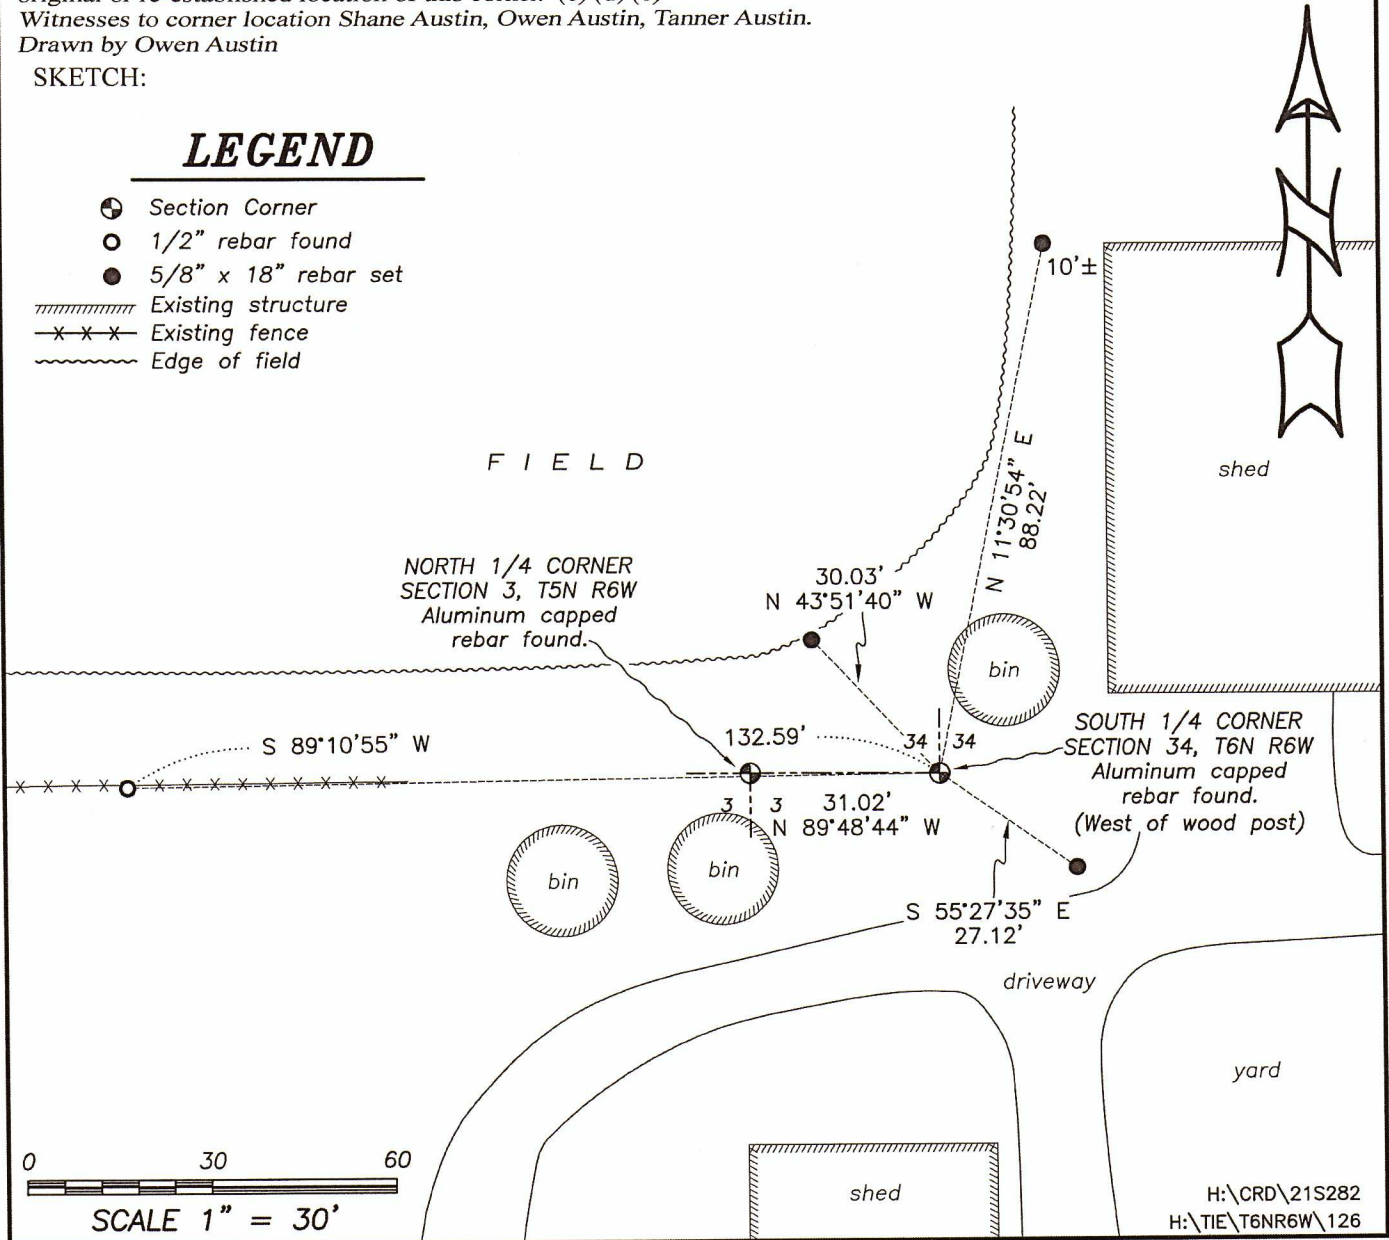 Witnesses to corner location Shane Austin, Owen Austin, Tanner Austin.
Drawn by Owen Austin
SKETCH:
LEGEND
Section Corner
1/2" rebar found
5/8" x 18" rebar set
Existing structure
Existing fence
Edge of field
N
10'±
shed
F I E L D
N 11°30'54" E
88.22'
NORTH 1/4 CORNER
SECTION 3, T5N R6W
Aluminum capped
rebar found.
30.03'
N 43°51'40" W
bin
S 89°10'55" W
132.59'
34 34
SOUTH 1/4 CORNER
SECTION 34, T6N R6W
Aluminum capped
rebar found.
(West of wood post)
3 3
31.02'
N 89°48'44" W
bin
bin
S 55°27'35" E
27.12'
driveway
yard
0 30 60
SCALE 1" = 30'
shed
H:\CRD\21S282
H:\TIE\T6NR6W\126